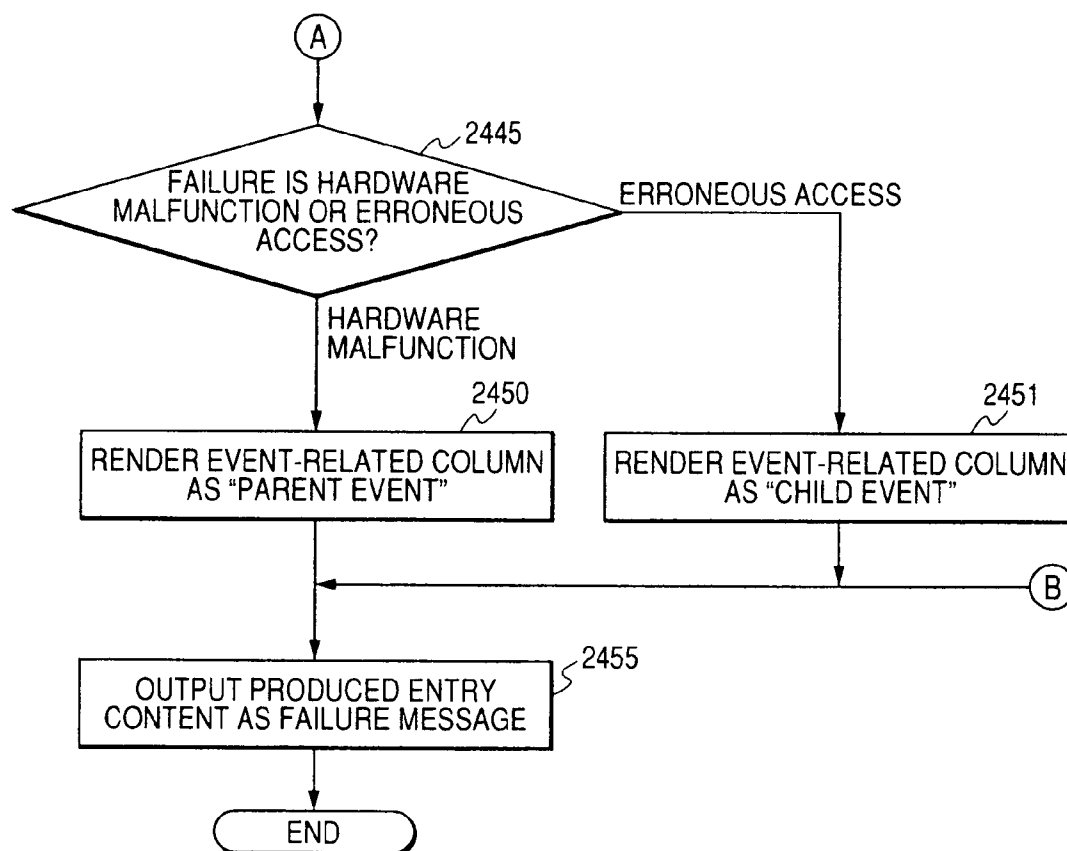 A
2445
FAILURE IS HARDWARE
MALFUNCTION OR ERRONEOUS
ACCESS?
ERRONEOUS ACCESS
HARDWARE
MALFUNCTION
2450
RENDER EVENT-RELATED COLUMN
AS “PARENT EVENT”
2451
RENDER EVENT-RELATED COLUMN
AS “CHILD EVENT”
B
2455
OUTPUT PRODUCED ENTRY
CONTENT AS FAILURE MESSAGE
END